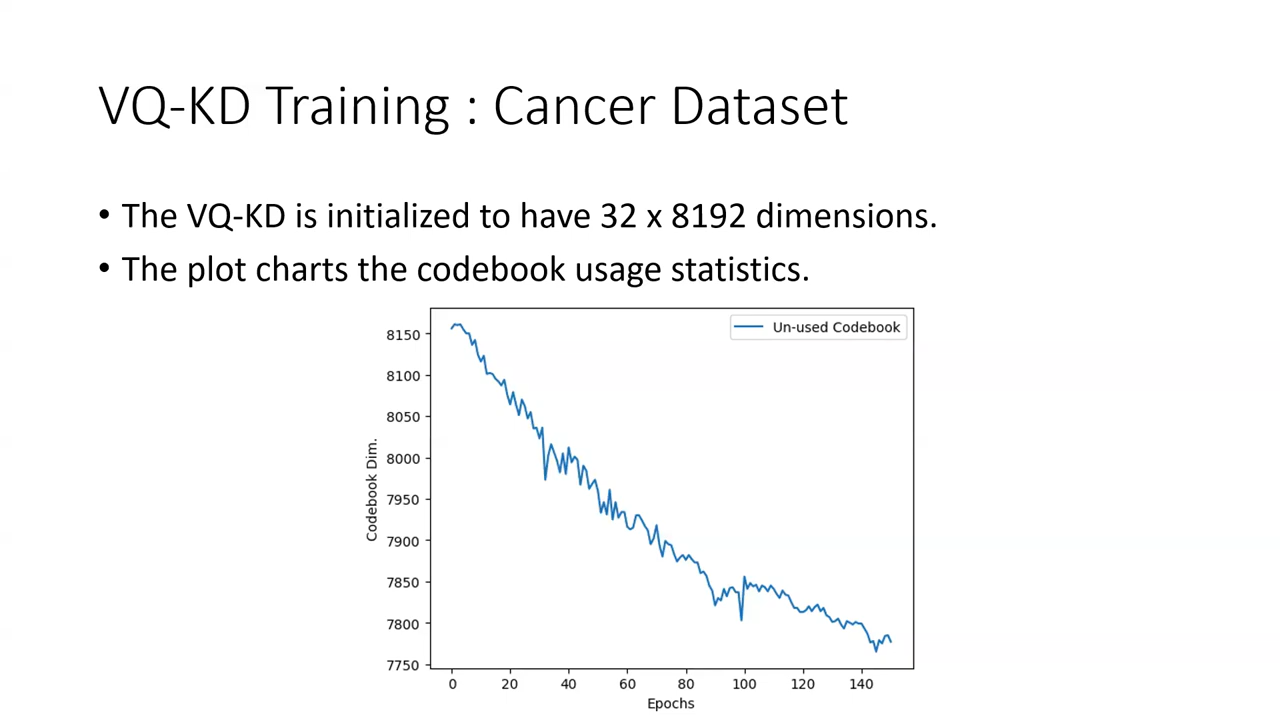 VQ-KD Training : Cancer Dataset
• The VQ-KD is initialized to have 32 x 8192 dimensions.
• The plot charts the codebook usage statistics.
Un-used Codebook
8150
8100
8050
8000
7950
7900
7850
7800
7750
Codebook Dim.
0 20 40 60 80 100 120 140
Epochs